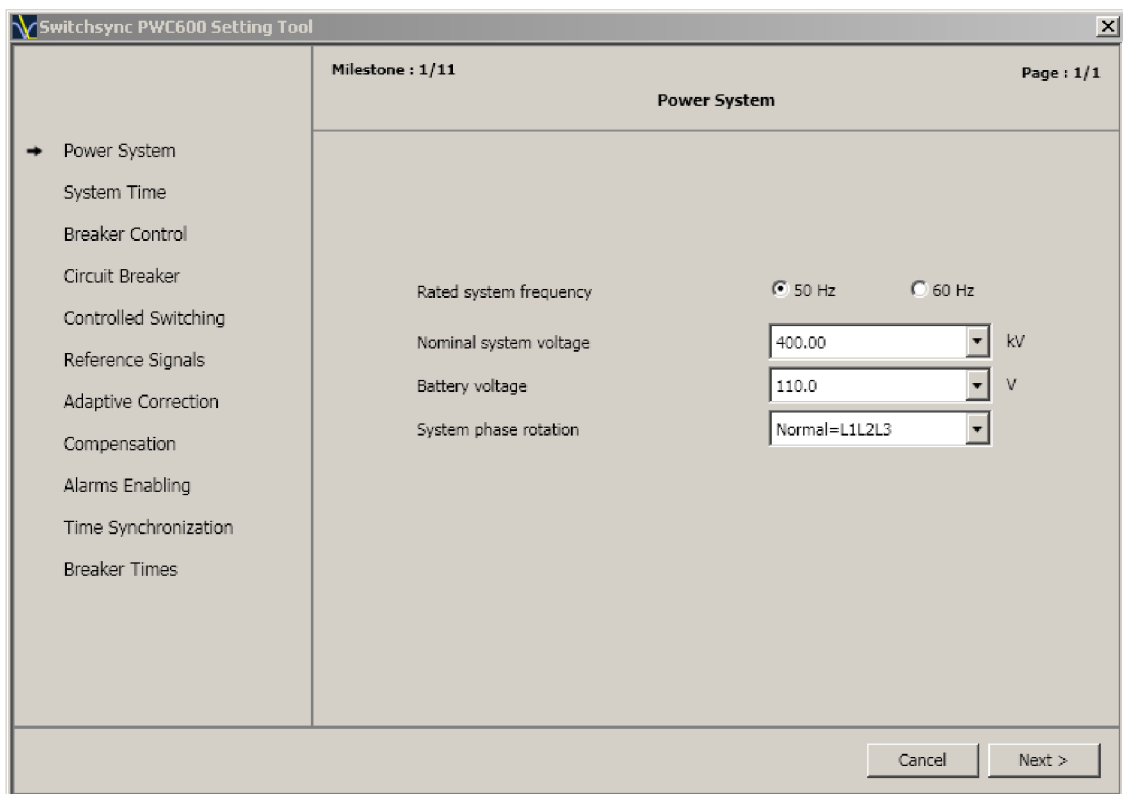 Switchsync PWC600 Setting Tool
Milestone : 1/11
Page : 1/1
Power System
Power System
System Time
Breaker Control
Circuit Breaker
Controlled Switching
Reference Signals
Adaptive Correction
Compensation
Alarms Enabling
Time Synchronization
Breaker Times
Rated system frequency 50 Hz 60 Hz
Nominal system voltage 400.00 kV
Battery voltage 110.0 V
System phase rotation Normal=L1L2L3
Cancel Next >